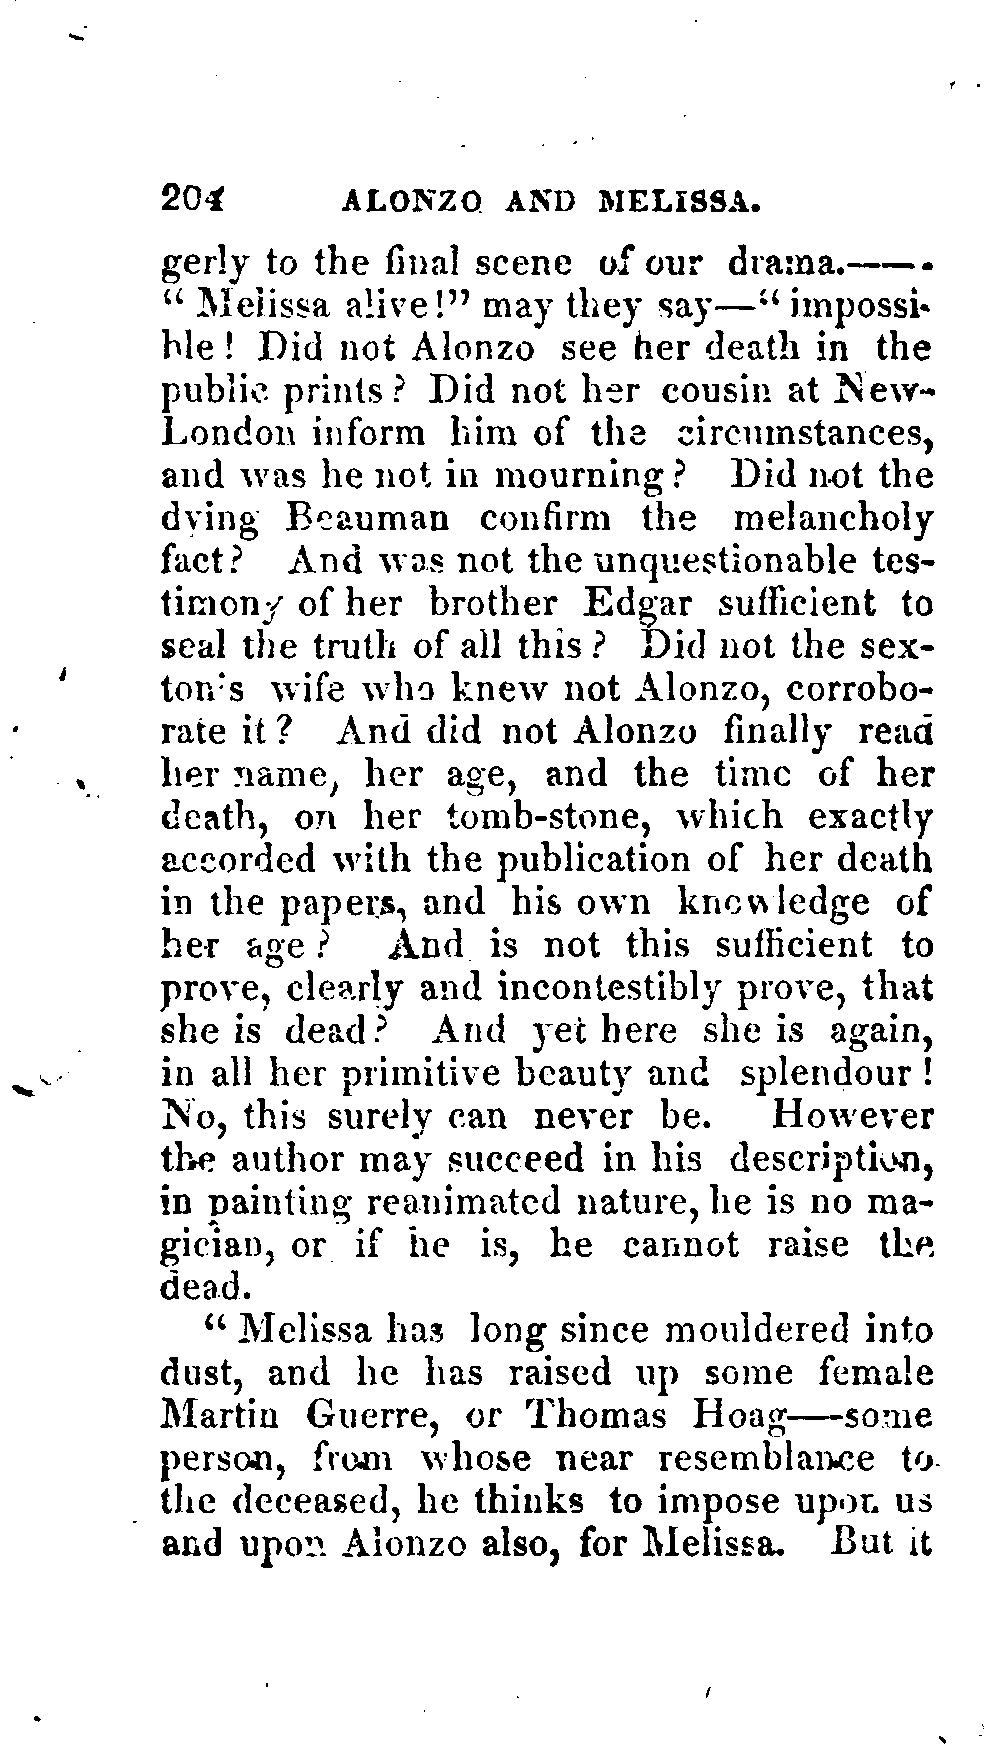 204 ALONZO AND MELISSA.
gerly to the final scene of our drama.——.
“ Melissa alive!” may they say—“ impossi-
ble ! Did not Alonzo see her death in the
public prints ? Did not her cousin at New-
London inform him of the circumstances,
and was he not in mourning ? Did not the
dying Beauman confirm the melancholy
fact? And was not the unquestionable tes-
timony of her brother Edgar sufficient to
seal the truth of all this ? Did not the sex-
ton's wife who knew not Alonzo, corrobo-
rate it ? And did not Alonzo finally read
her name, her age, and the time of her
death, on her tomb-stone, which exactly
accorded with the publication of her death
in the papers, and his own knowledge of
her age ? And is not this sufficient to
prove, clearly and incontestibly prove, that
she is dead? And yet here she is again,
in all her primitive beauty and splendour !
No, this surely can never be. However
the author may succeed in his description,
in painting reanimated nature, he is no ma-
gician, or if he is, he cannot raise the
dead.
“ Melissa has long since mouldered into
dust, and he has raised up some female
Martin Guerre, or Thomas Hoag—-some
person, from whose near resemblance to
the deceased, he thinks to impose upon us
and upon Alonzo also, for Melissa. But it